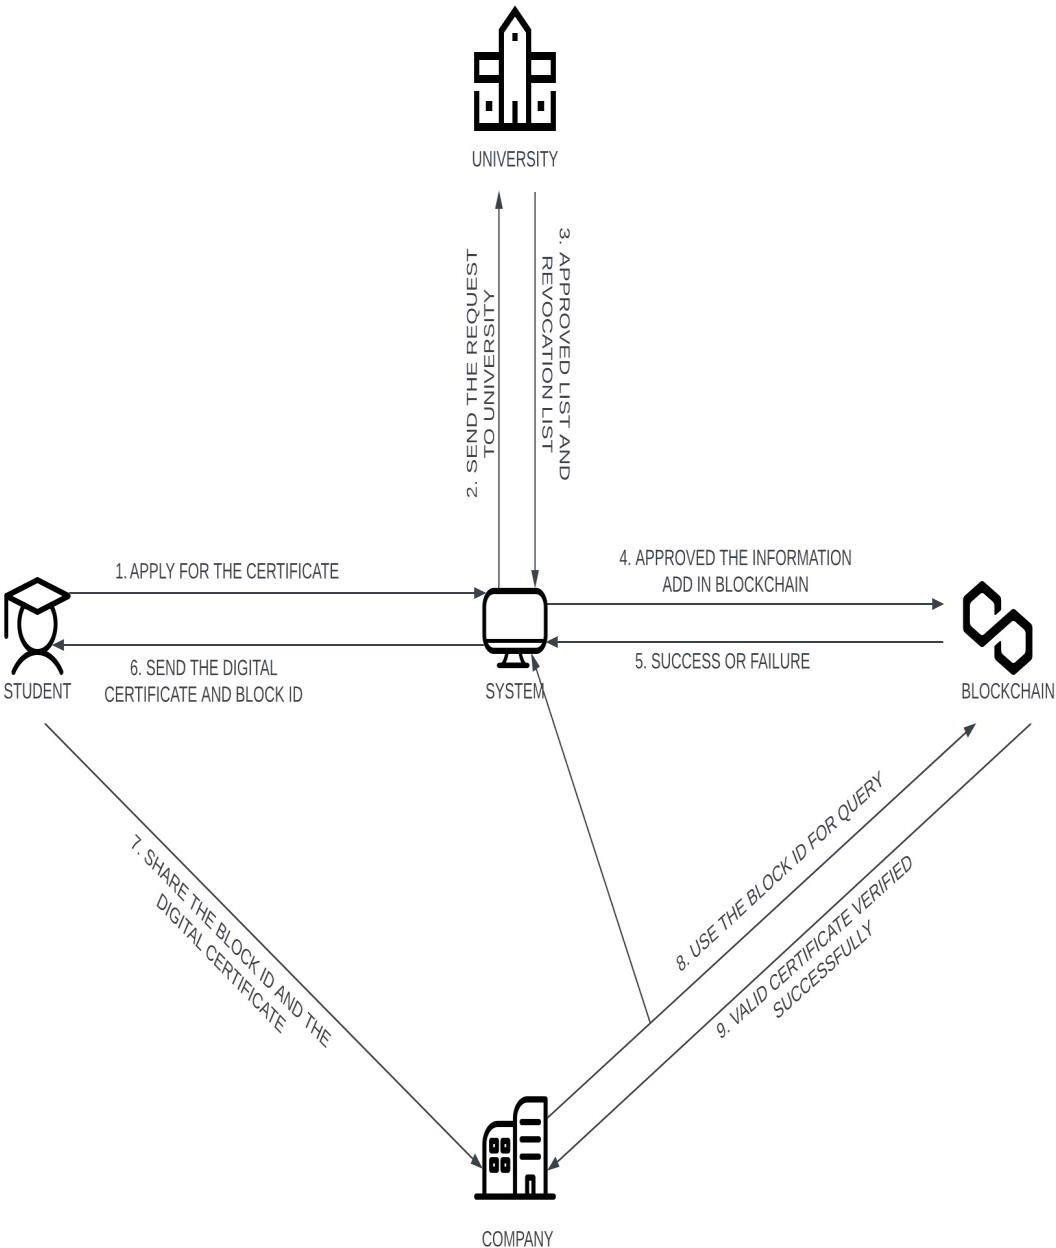 UNIVERSITY
2. SEND THE REQUEST
TO UNIVERSITY
3. APPROVED LIST AND
REVOCATION LIST
1. APPLY FOR THE CERTIFICATE
4. APPROVED THE INFORMATION
ADD IN BLOCKCHAIN
6. SEND THE DIGITAL
CERTIFICATE AND BLOCK ID
5. SUCCESS OR FAILURE
STUDENT
SYSTEM
BLOCKCHAIN
7. SHARE THE BLOCK ID AND THE
DIGITAL CERTIFICATE
8. USE THE BLOCK ID FOR QUERY
9. VALID CERTIFICATE VERIFIED
SUCCESSFULLY
COMPANY